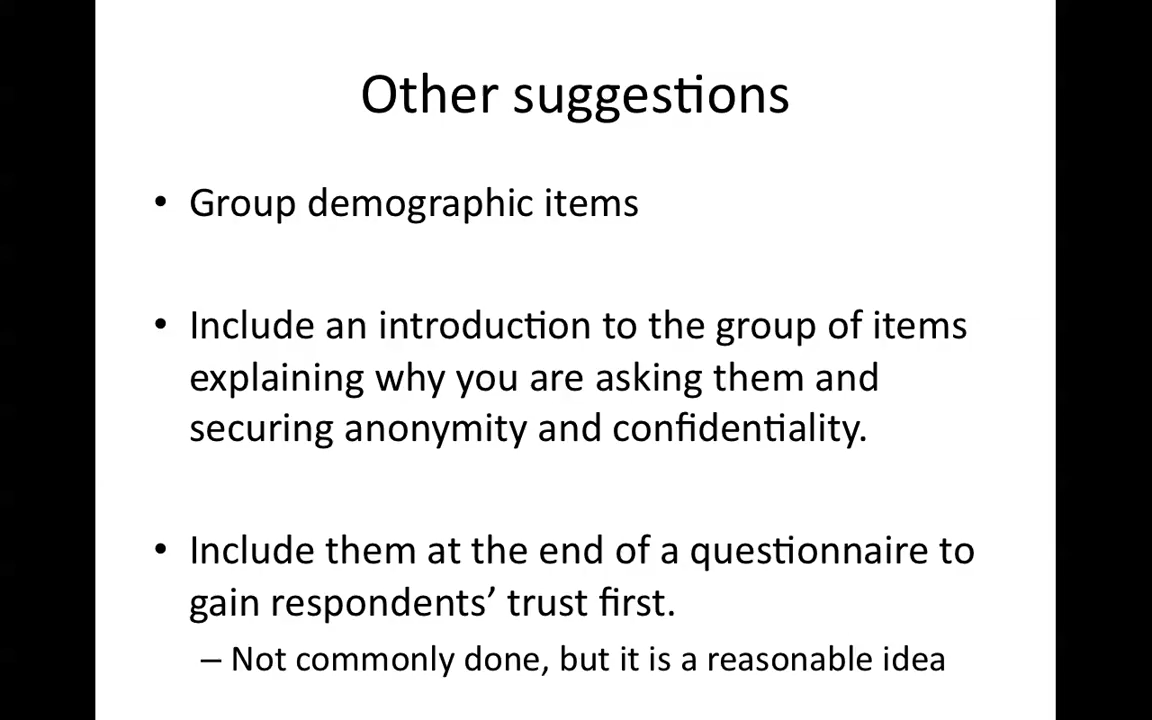 Other suggestions
• Group demographic items
• Include an introduction to the group of items
explaining why you are asking them and
securing anonymity and confidentiality.
• Include them at the end of a questionnaire to
gain respondents’ trust first.
– Not commonly done, but it is a reasonable idea